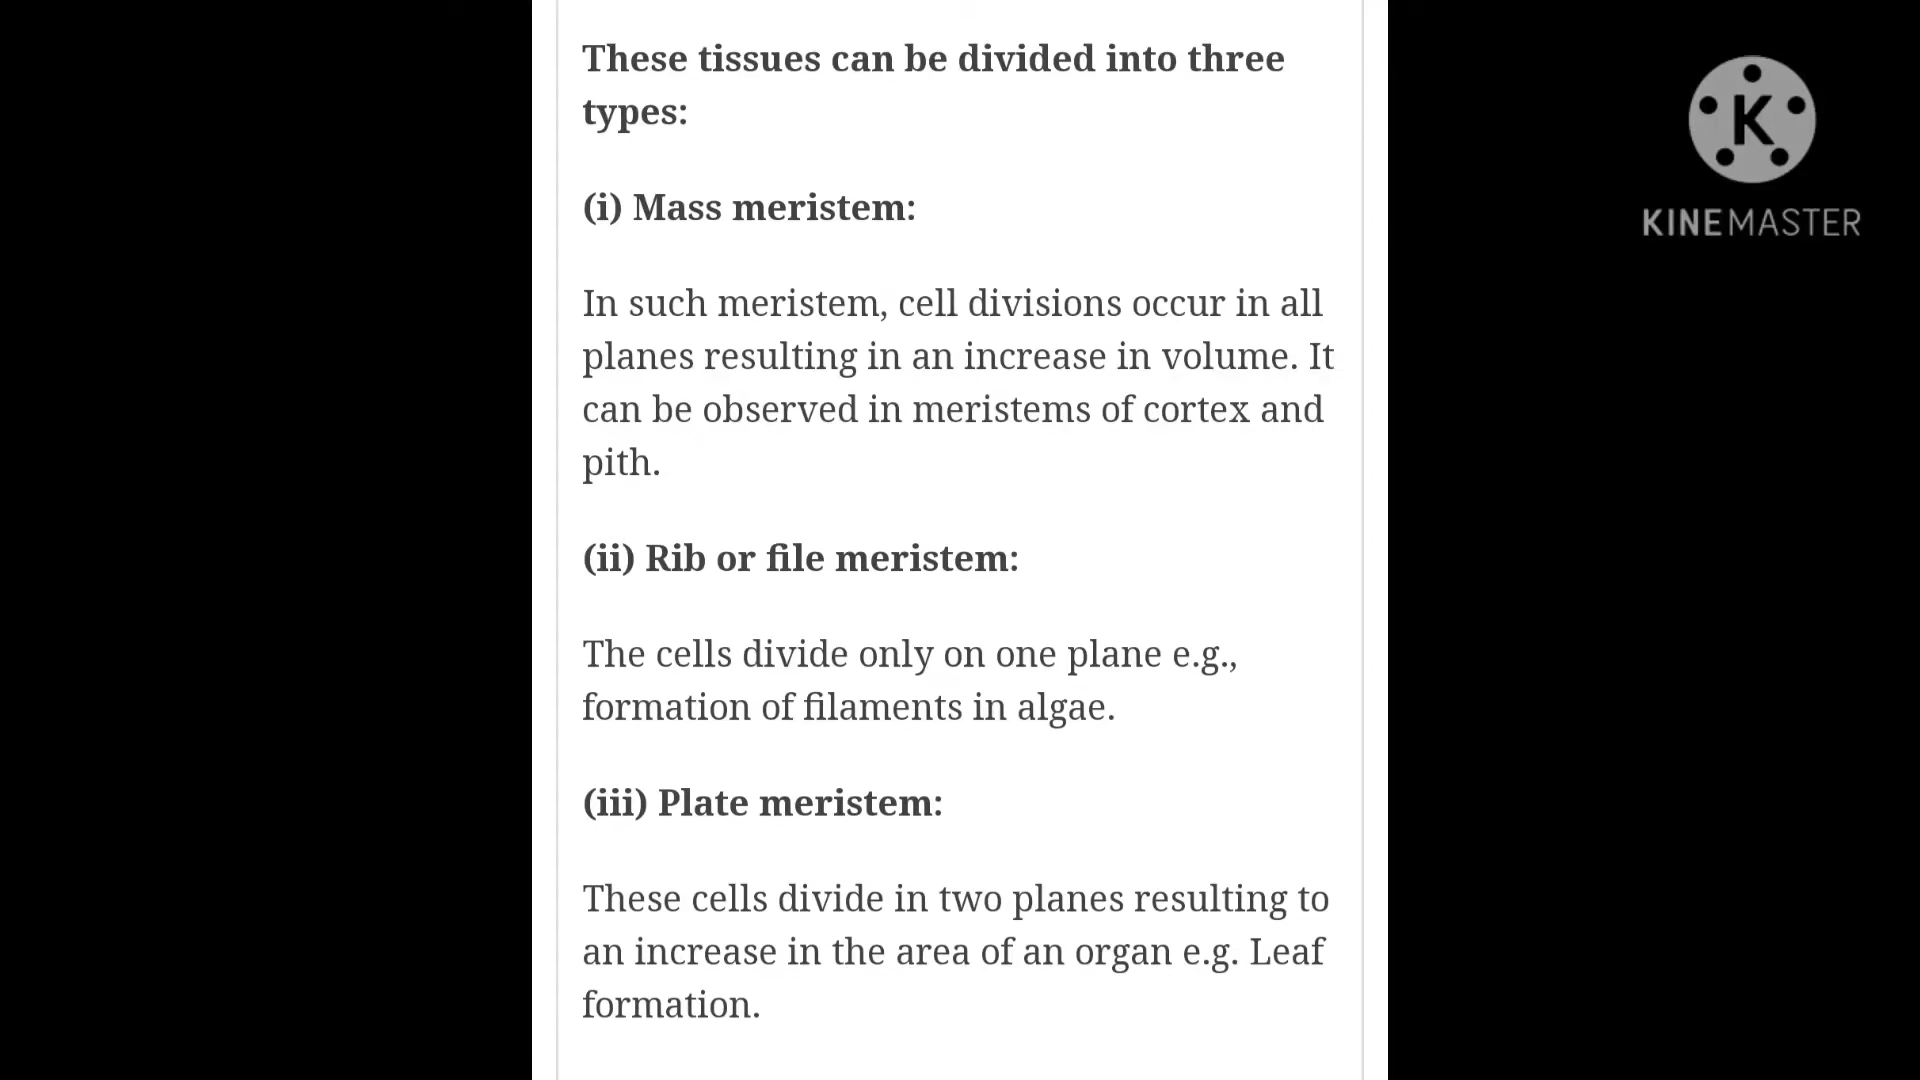 These tissues can be divided into three
types:
(i) Mass meristem:
In such meristem, cell divisions occur in all
planes resulting in an increase in volume. It
can be observed in meristems of cortex and
pith.
(ii) Rib or file meristem:
The cells divide only on one plane e.g.,
formation of filaments in algae.
(iii) Plate meristem:
These cells divide in two planes resulting to
an increase in the area of an organ e.g. Leaf
formation.
K
KINEMASTER